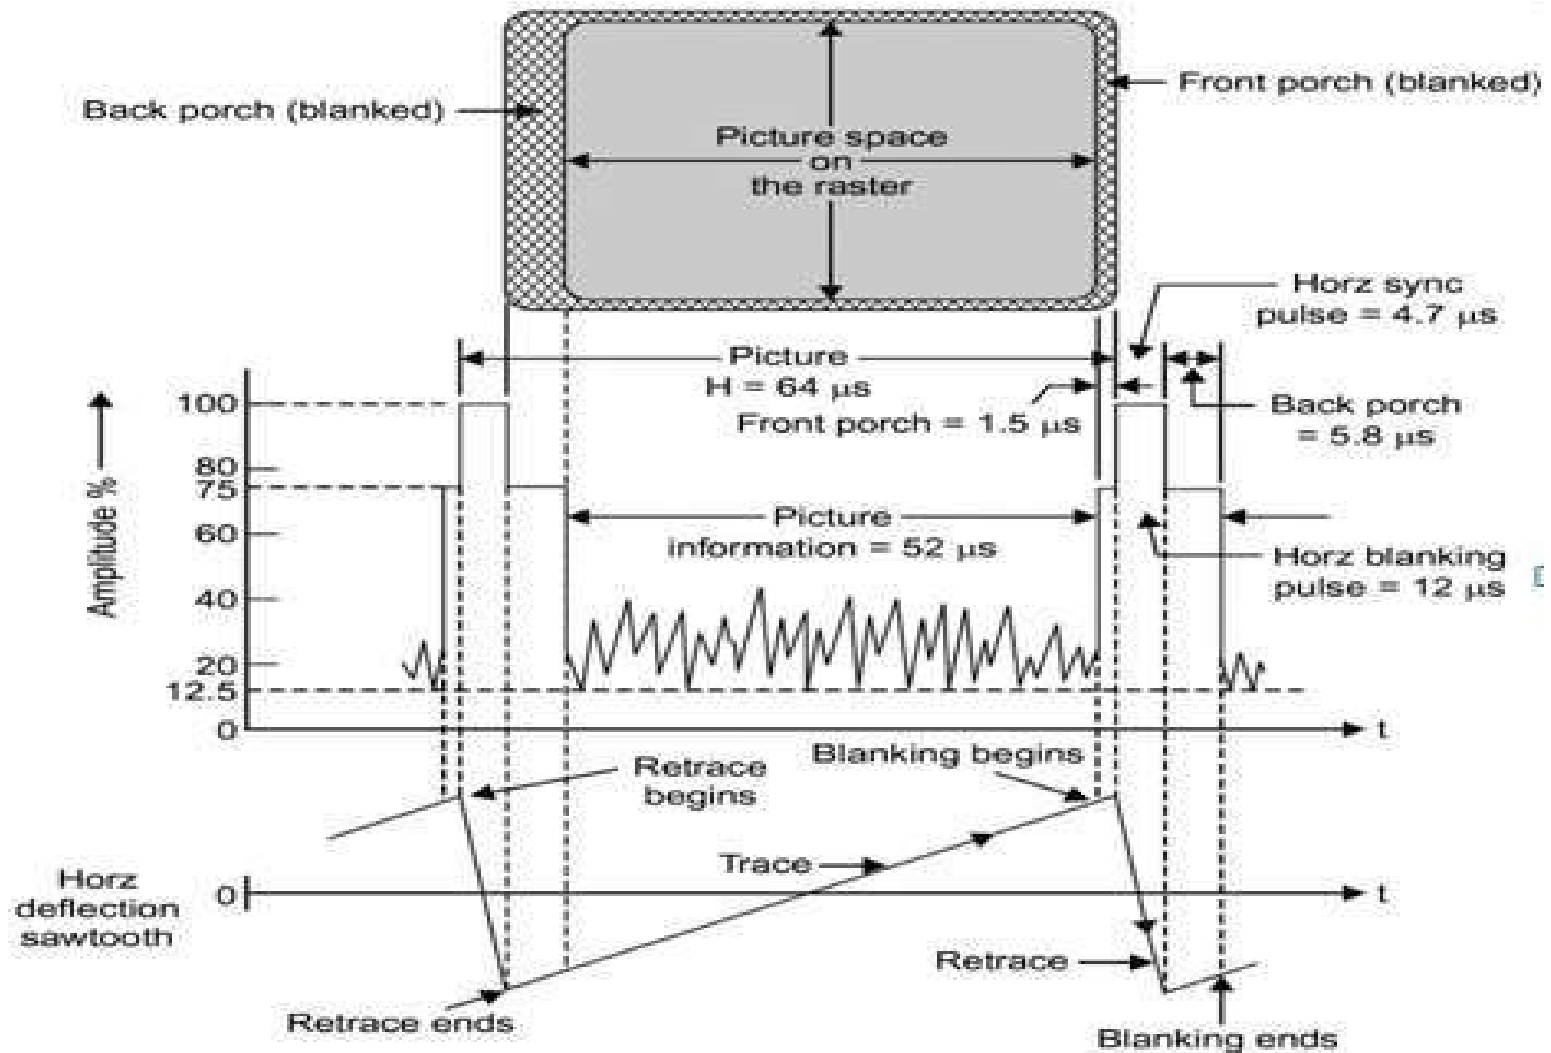 Back porch (blanked)
Front porch (blanked)
Picture space
on
the raster
Horz sync
pulse = 4.7 μs
Picture
H = 64 μs
Front porch = 1.5 μs
Back porch
= 5.8 μs
Amplitude %
100
80
75
60
40
20
12.5
0
Picture
information = 52 μs
Horz blanking
pulse = 12 μs
t
Retrace
begins
Blanking begins
Trace
Horz
deflection
sawtooth
0
t
Retrace
Retrace ends
Blanking ends